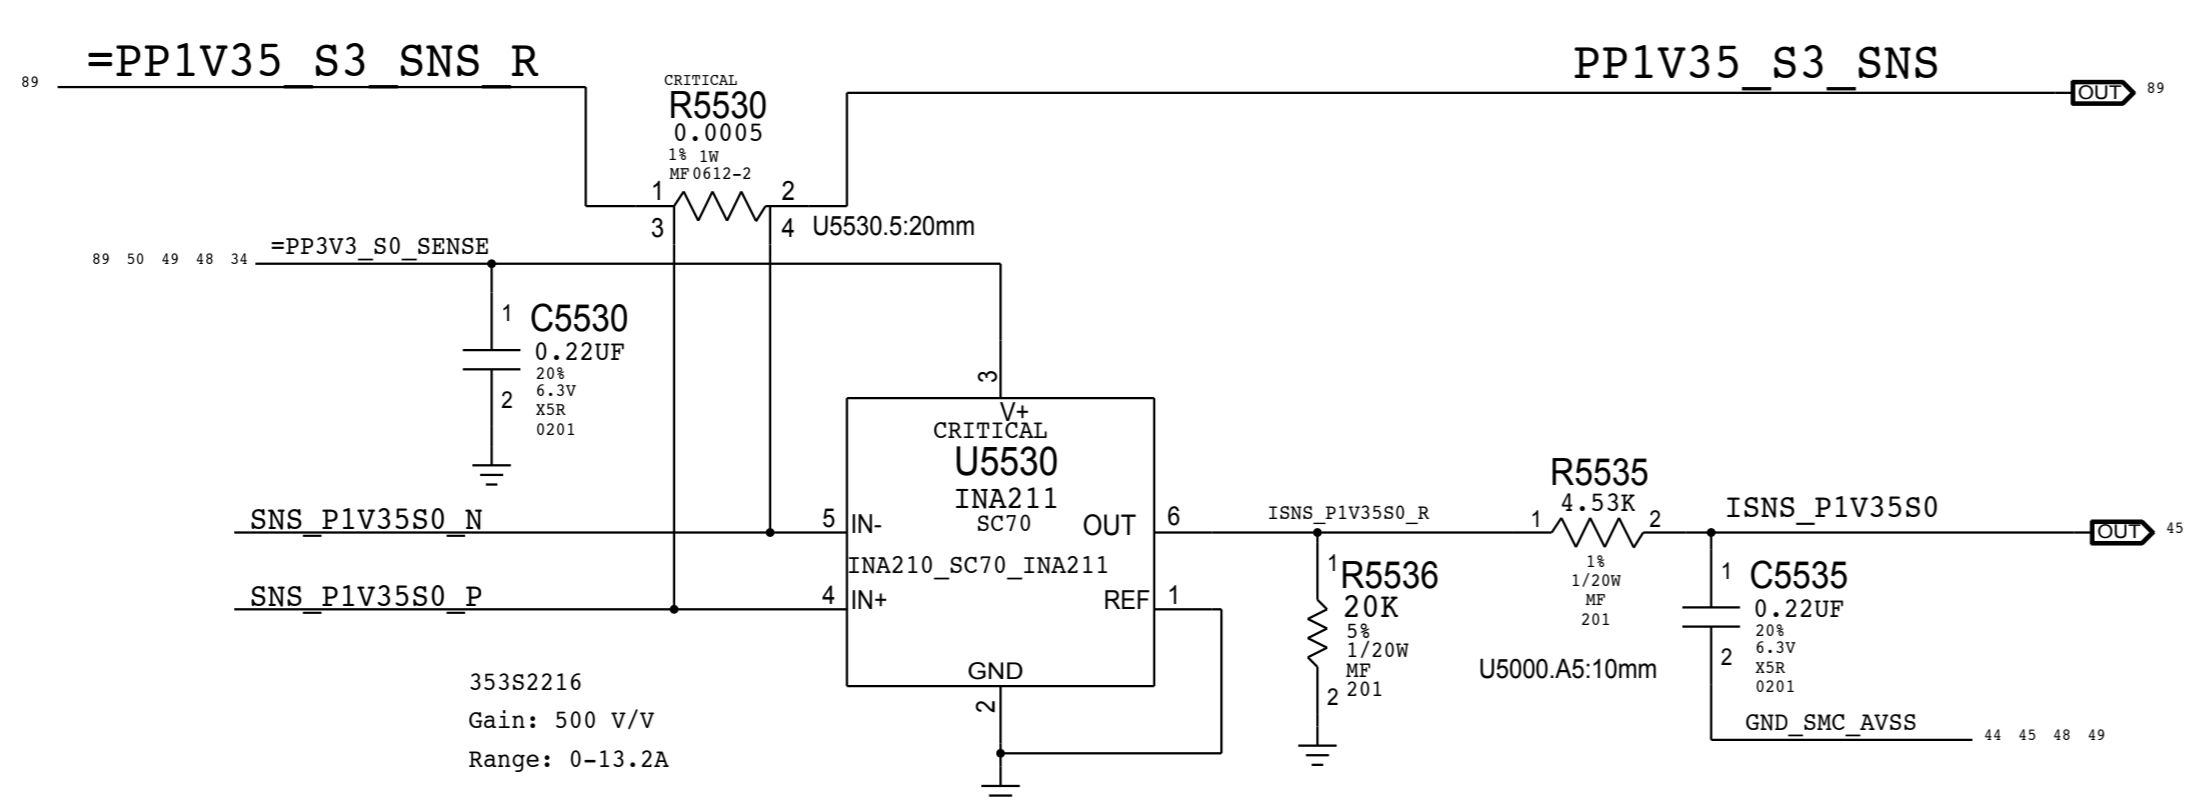 =PP1V35_S3_SNS_R
89
CRITICAL
R5530
0.0005
1% 1W
MF0612-2
1
2
3
4
U5530.5:20mm
PP1V35_S3_SNS
OUT
89
=PP3V3_S0_SENSE
89 50 49 48 34
1
C5530
0.22UF
20%
6.3V
X5R
0201
2
3
V+
CRITICAL
U5530
INA211
SC70
INA210_SC70_INA211
SNS_P1V35S0_N
5
IN-
SNS_P1V35S0_P
4
IN+
OUT
6
REF
1
GND
2
ISNS_P1V35S0_R
R5535
4.53K
1
2
1%
1/20W
MF
201
ISNS_P1V35S0
OUT
45
1
R5536
20K
5%
1/20W
MF
201
2
U5000.A5:10mm
1
C5535
0.22UF
20%
6.3V
X5R
0201
2
GND_SMC_AVSS
44 45 48 49
353S2216
Gain: 500 V/V
Range: 0-13.2A